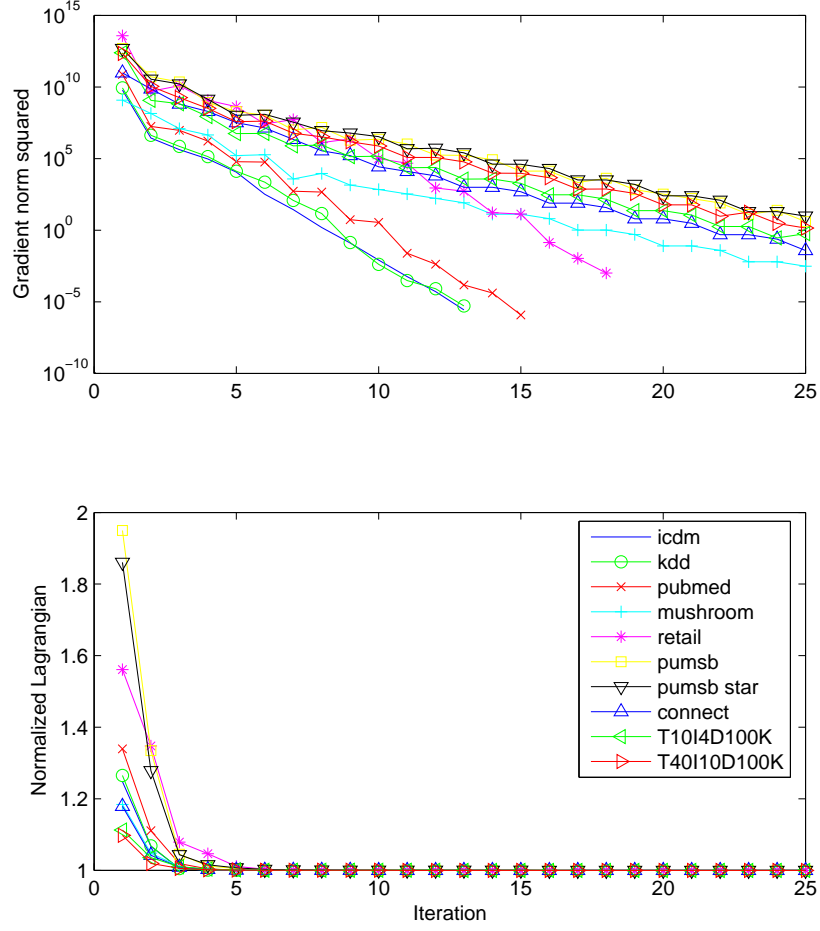 10^15
10^10
10^5
10^0
10^−5
10^−10
Gradient norm squared
0 5 10 15 20 25
2
1.8
1.6
1.4
1.2
1
Normalized Lagrangian
icdm
kdd
pubmed
mushroom
retail
pumsb
pumsb star
connect
T10I4D100K
T40I10D100K
0 5 10 15 20 25
Iteration